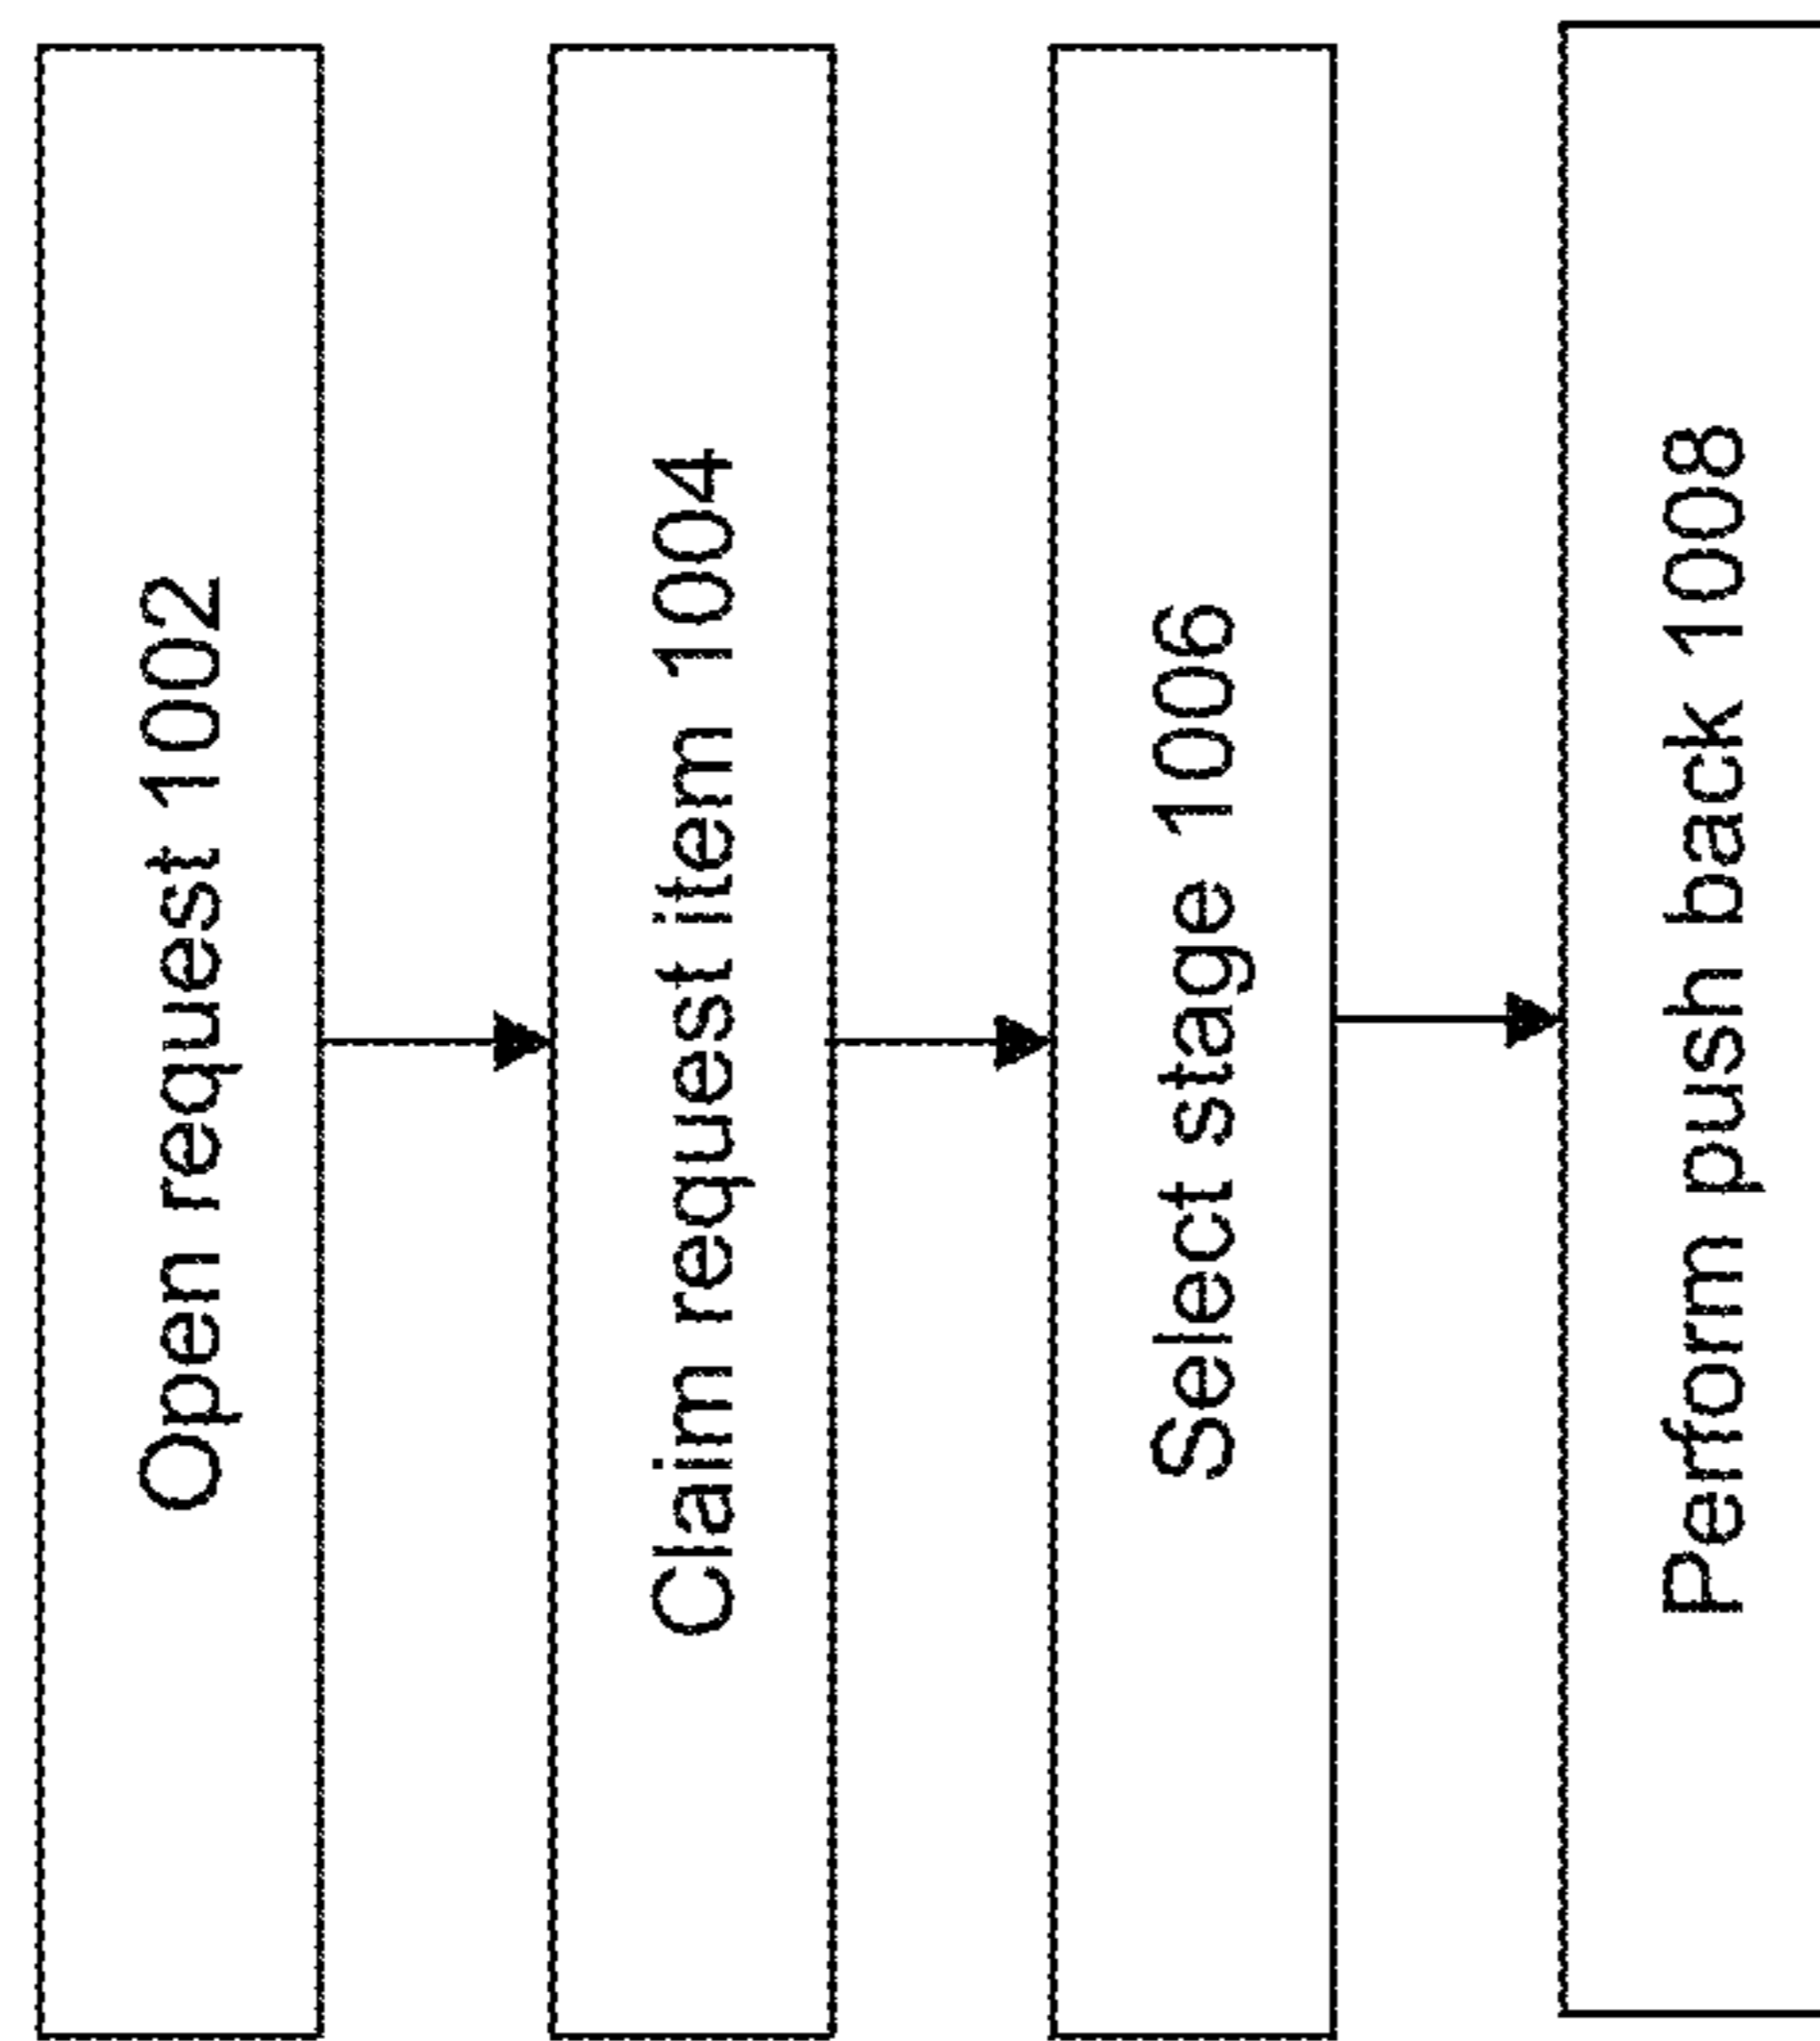 Open request 1002
Claim request item 1004
Select stage 1006
Perform push back 1008